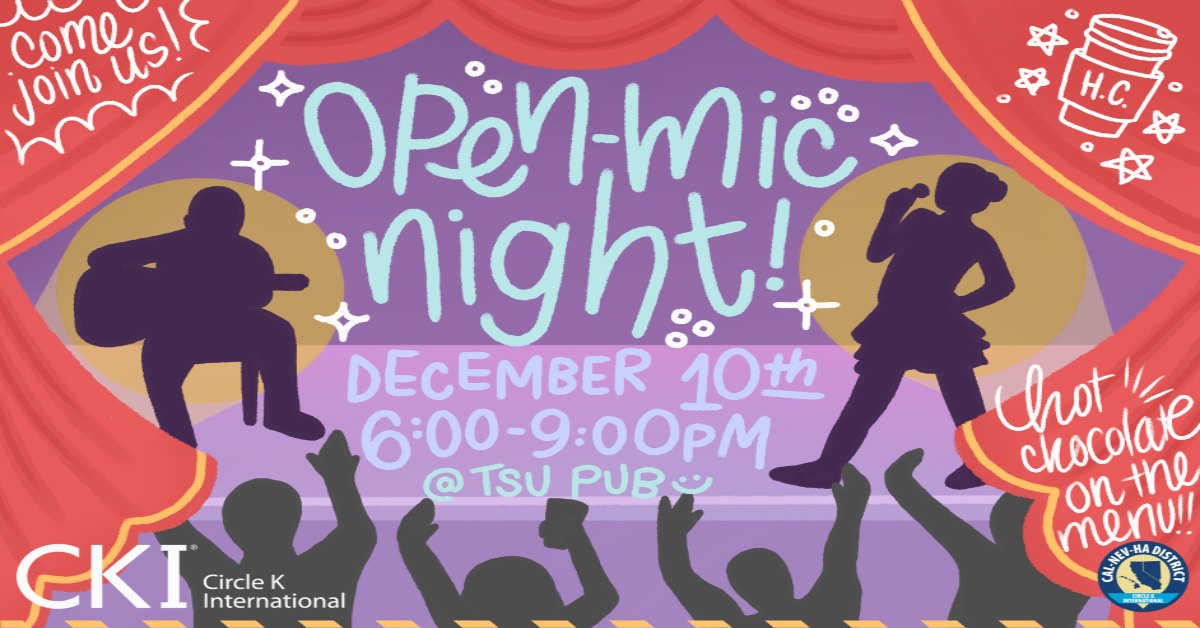 come
join us!
H.C.
Open-mic
night!
DECEMBER 10th
6:00-9:00PM
@ TSU PUB
hot
chocolate
on the
menu!!
CKI®
Circle K
International
CAL-NEV-HA DISTRICT
CIRCLE K
INTERNATIONAL